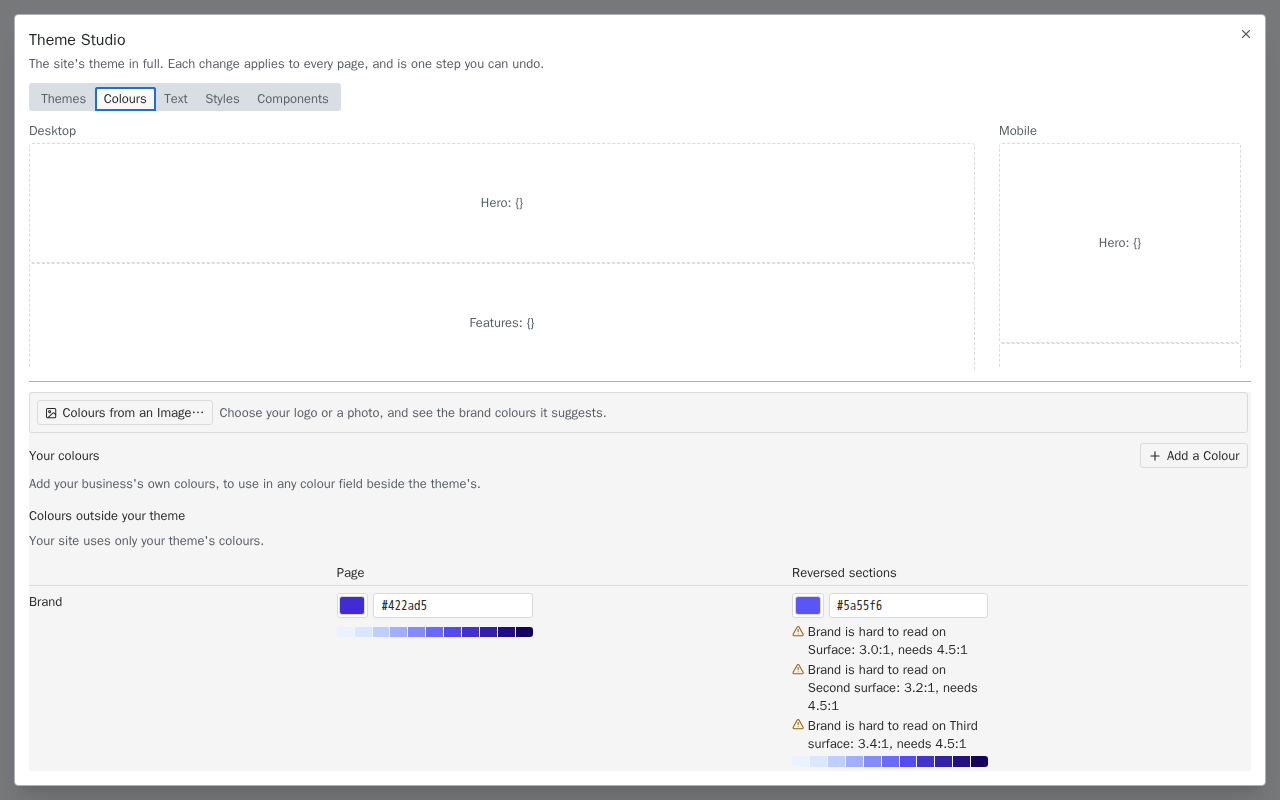 Theme Studio
The site's theme in full. Each change applies to every page, and is one step you can undo.
Themes Colours Text Styles Components
Desktop Mobile
Hero: {}
Hero: {}
Features: {}
Colours from an Image··· Choose your logo or a photo, and see the brand colours it suggests.
Your colours
Add a Colour
Add your business's own colours, to use in any colour field beside the theme's.
Colours outside your theme
Your site uses only your theme's colours.
Page Reversed sections
Brand #422ad5 #5a55f6
Brand is hard to read on
Surface: 3.0:1, needs 4.5:1
Brand is hard to read on
Second surface: 3.2:1, needs
4.5:1
Brand is hard to read on Third
surface: 3.4:1, needs 4.5:1